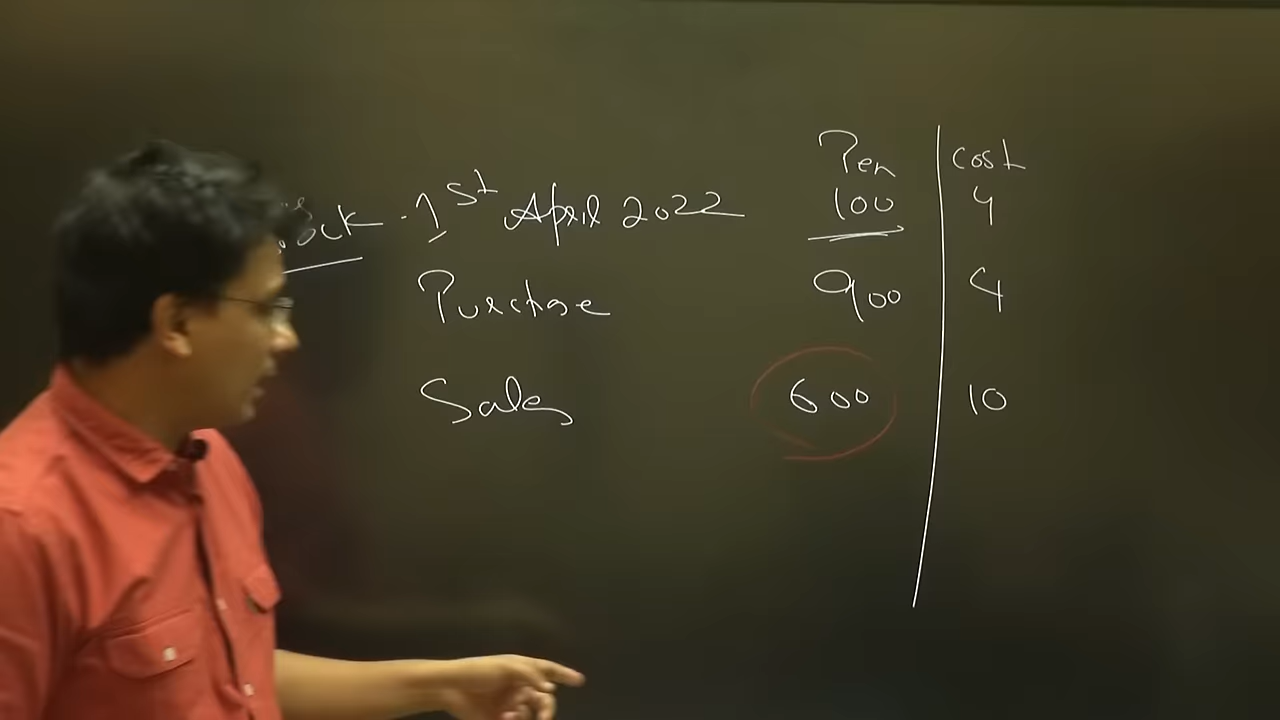 Pen cost
1st April 2022 100 4
Purchase 900 4
Sales 600 10